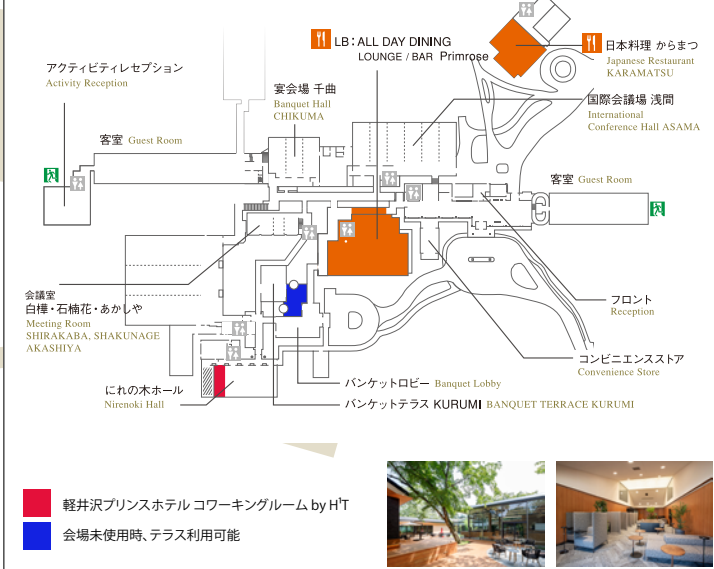 LB：ALL DAY DINING
LOUNGE / BAR Primrose
日本料理 からまつ
Japanese Restaurant
KARAMATSU
アクティビティレセプション
Activity Reception
宴会場 千曲
Banquet Hall
CHIKUMA
国際会議場 浅間
International
Conference Hall ASAMA
客室 Guest Room
客室 Guest Room
会議室
白樺・石楠花・あかしや
Meeting Room
SHIRAKABA, SHAKUNAGE
AKASHIYA
フロント
Reception
コンビニエンスストア
Convenience Store
にれの木ホール
Nirenoki Hall
バンケットロビー Banquet Lobby
バンケットテラス KURUMI BANQUET TERRACE KURUMI
軽井沢プリンスホテル コワーキングルーム by H¹T
会場未使用時、テラス利用可能